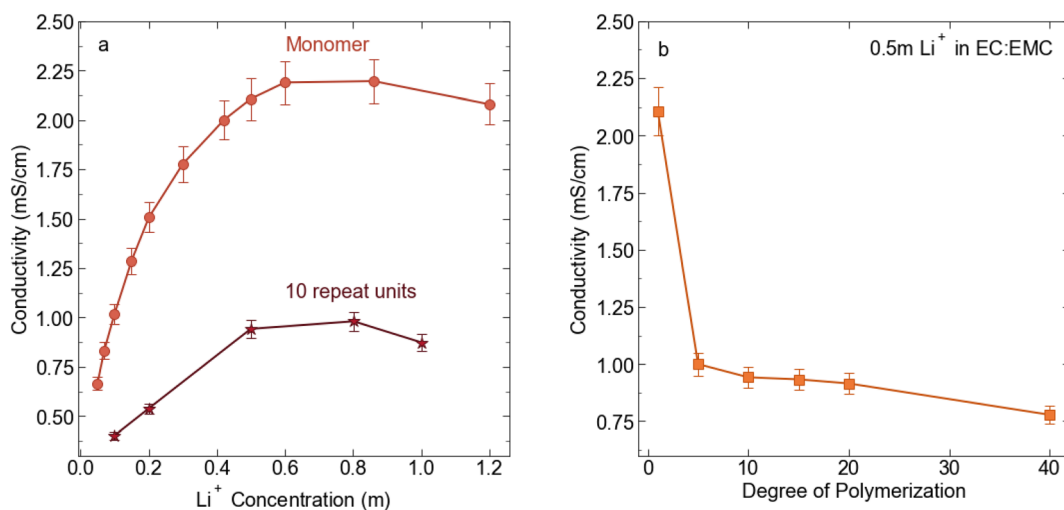 a
Monomer
10 repeat units
2.50
2.25
2.00
1.75
1.50
1.25
1.00
0.75
0.50
Conductivity (mS/cm)
0.0 0.2 0.4 0.6 0.8 1.0 1.2
Li⁺ Concentration (m)
b
0.5m Li⁺ in EC:EMC
2.50
2.25
2.00
1.75
1.50
1.25
1.00
0.75
Conductivity (mS/cm)
0 10 20 30 40
Degree of Polymerization